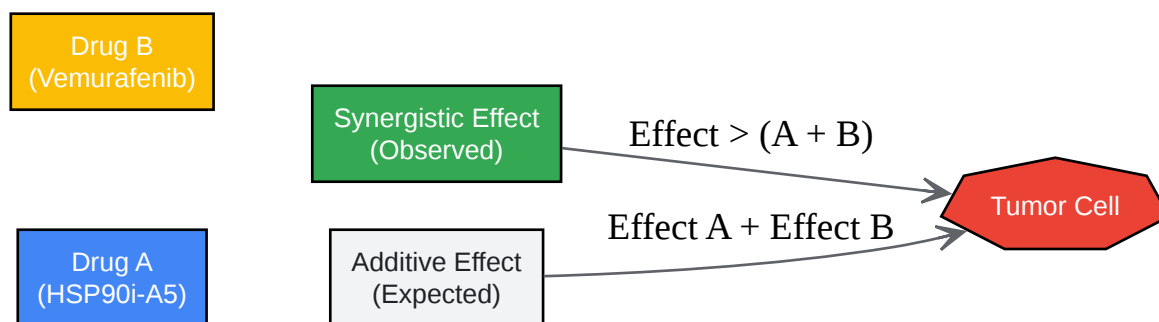 Drug B
(Vemurafenib)
Synergistic Effect
(Observed)
Effect > (A + B)
Tumor Cell
Effect A + Effect B
Drug A
(HSP90i-A5)
Additive Effect
(Expected)